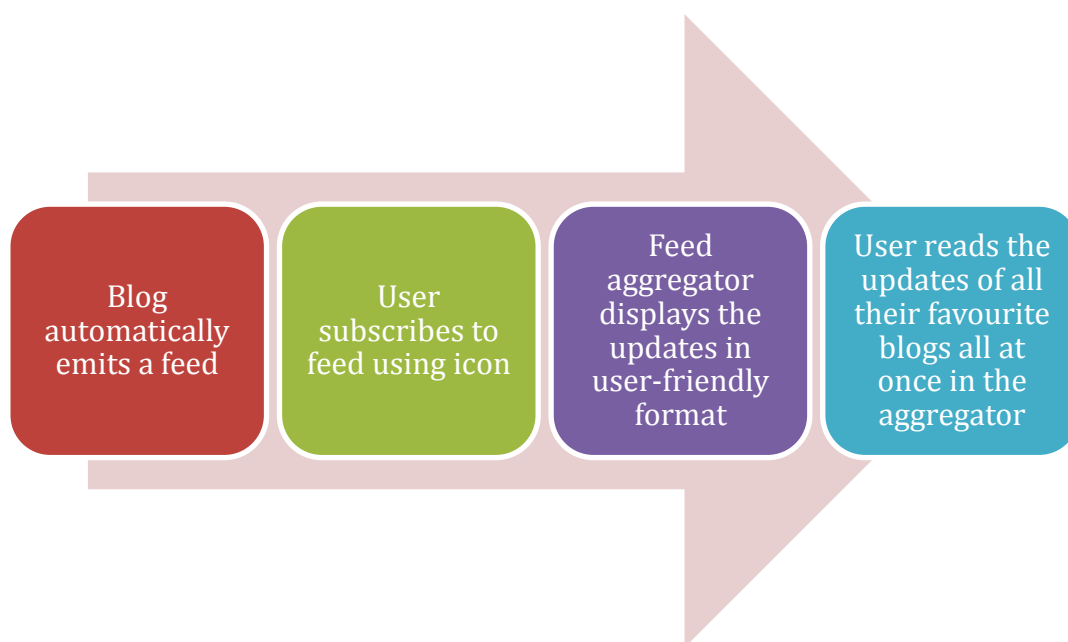 Blog
automatically
emits a feed
User
subscribes to
feed using icon
Feed
aggregator
displays the
updates in
user-friendly
format
User reads the
updates of all
their favourite
blogs all at
once in the
aggregator